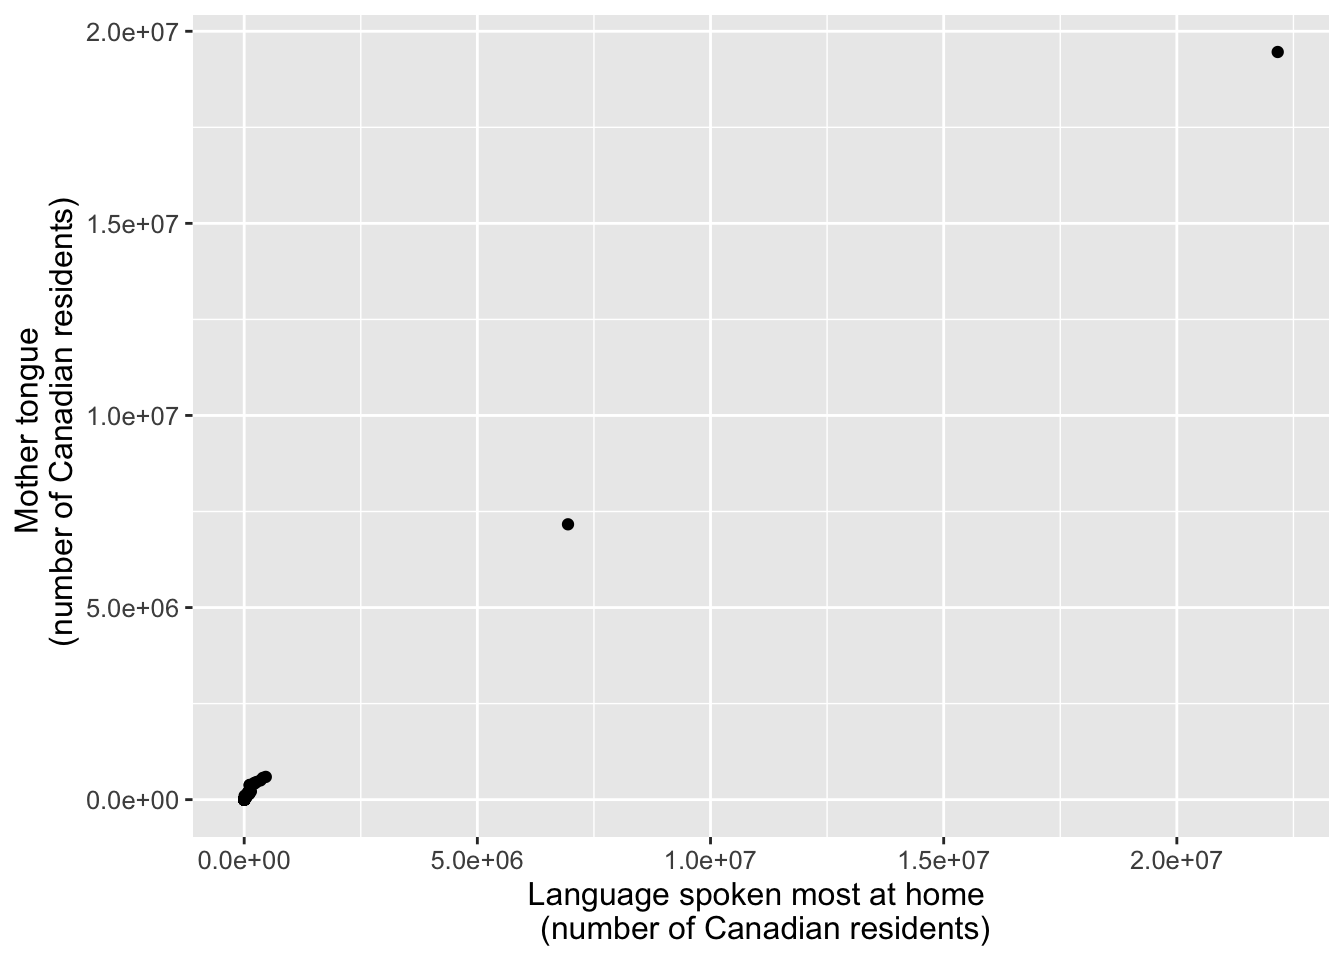 2.0e+07
1.5e+07
1.0e+07
5.0e+06
0.0e+00
Mother tongue
(number of Canadian residents)
0.0e+00 5.0e+06 1.0e+07 1.5e+07 2.0e+07
Language spoken most at home
(number of Canadian residents)